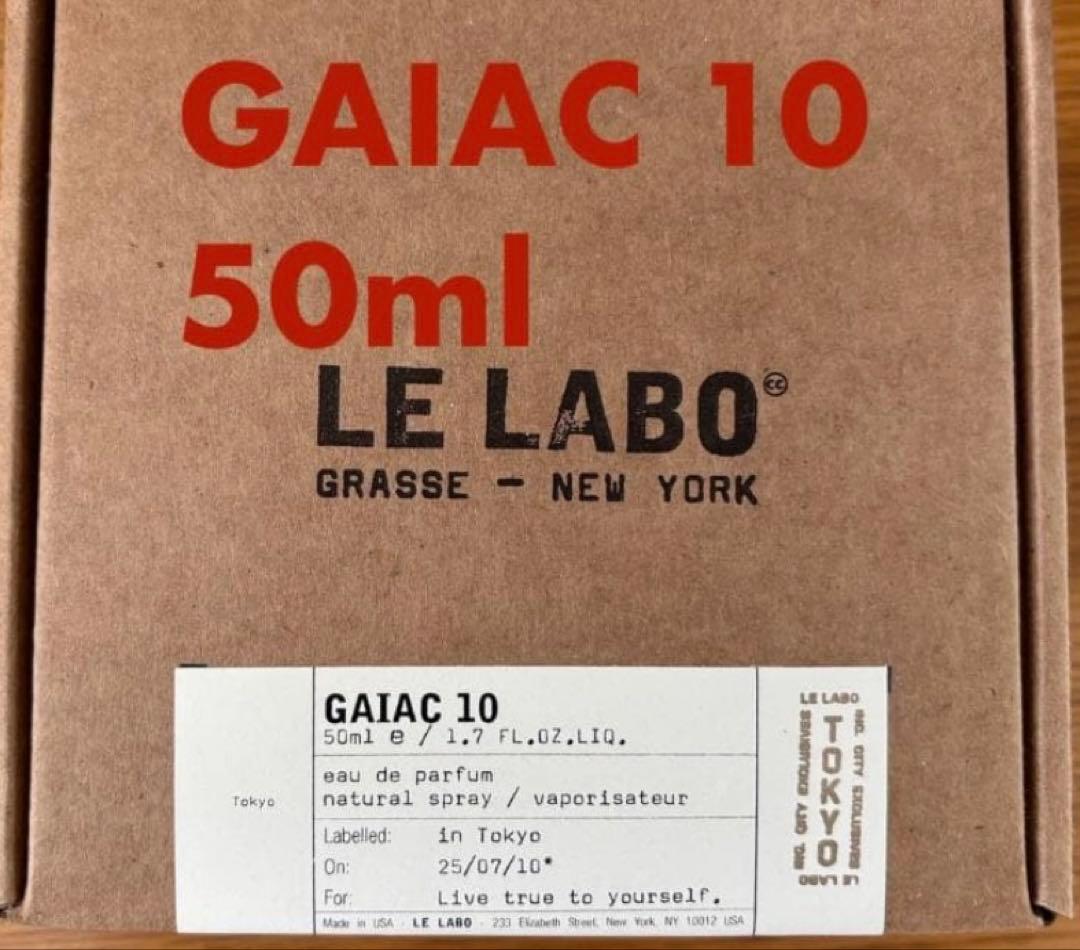 GAIAC 10
50ml
LE LABO
GRASSE - NEW YORK
GAIAC 10
50ml e / 1.7 FL.OZ.LIQ.
eau de parfum
natural spray / vaporisateur
Tokyo
Labelled: in Tokyo
On: 25/07/10*
For: Live true to yourself.
Made in USA - LE LABO - 233 Elizabeth Street, New York, NY 10012 USA
LE LABO
TOKYO
CITY EXCLUSIVES
LE LABO